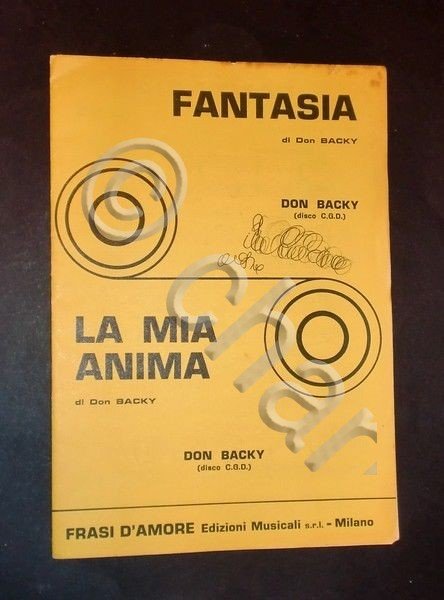 FANTASIA
di Don BACKY
DON BACKY
(disco C.G.D.)
LA MIA
ANIMA
di Don BACKY
DON BACKY
(disco C.G.D.)
FRASI D'AMORE Edizioni Musicali s.r.l. - Milano
© char